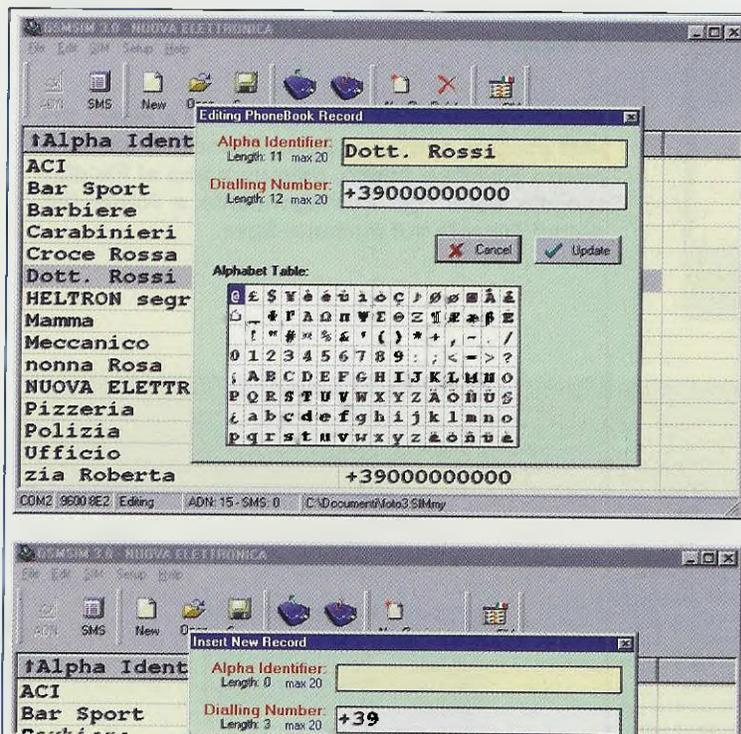 GSMSIM 3.0 - NUOVA ELETTRONICA
File Edit SIM Setup Help
ADN SMS New
Editing PhoneBook Record
↑Alpha Ident
Alpha Identifier: Dott. Rossi
Length: 11 max 20
Dialling Number: +39000000000
Length: 12 max 20
Cancel Update
Alphabet Table:
ACI
Bar Sport
Barbiere
Carabinieri
Croce Rossa
Dott. Rossi
HELTRON segr
Mamma
Meccanico
nonna Rosa
NUOVA ELETTR
Pizzeria
Polizia
Ufficio
zia Roberta +39000000000
@ £ $ ¥ è é ù ì ò Ç Ø ø Å
_ Φ Γ Λ Ω Π Ψ Σ Θ Ξ Æ æ ß É
! " # ¤ % & ' ( ) * + , - . /
0 1 2 3 4 5 6 7 8 9 : ; < = > ?
¡ A B C D E F G H I J K L M N O
P Q R S T U V W X Y Z Ä Ö Ñ Ü §
¿ a b c d e f g h i j k l m n o
p q r s t u v w x y z ä ö ñ ü à
COM2 9600 8E2 Editing ADN: 15 - SMS: 0 C:\Documenti\foto3 SIMmy
GSMSIM 3.0 - NUOVA ELETTRONICA
File Edit SIM Setup Help
ADN SMS New
Insert New Record
↑Alpha Ident
Alpha Identifier:
Length: 0 max 20
Dialling Number: +39
Length: 3 max 20
ACI
Bar Sport